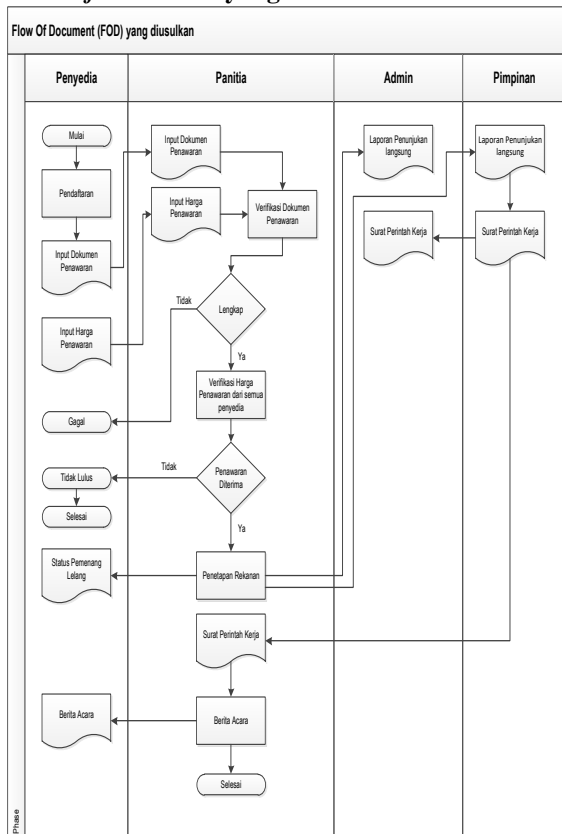 Flow Of Document (FOD) yang diusulkan
Penyedia
Panitia
Admin
Pimpinan
Mulai
Pendaftaran
Input Dokumen
Penawaran
Input Harga
Penawaran
Gagal
Tidak Lulus
Selesai
Status Pemenang
Lelang
Berita Acara
Input Dokumen
Penawaran
Input Harga
Penawaran
Verifikasi Dokumen
Penawaran
Lengkap
Tidak
Ya
Verifikasi Harga
Penawaran dari semua
penyedia
Penawaran
Diterima
Tidak
Ya
Penetapan Rekanan
Surat Perintah Kerja
Berita Acara
Selesai
Laporan Penunjukan
langsung
Surat Perintah Kerja
Laporan Penunjukan
langsung
Surat Perintah Kerja
Phase